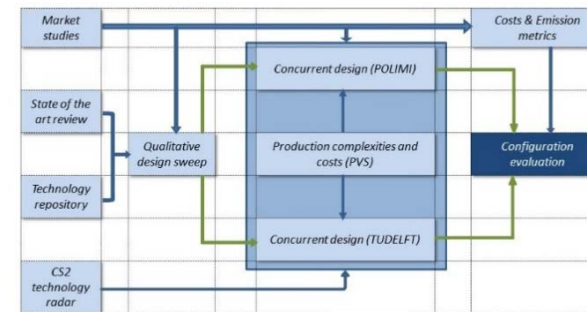 Market
studies
Costs & Emission
metrics
Concurrent design (POLIMI)
State of the
art review
Qualitative
design sweep
Production complexities and
costs (PVS)
Configuration
evaluation
Technology
repository
Concurrent design (TUDELFT)
CS2
technology
radar